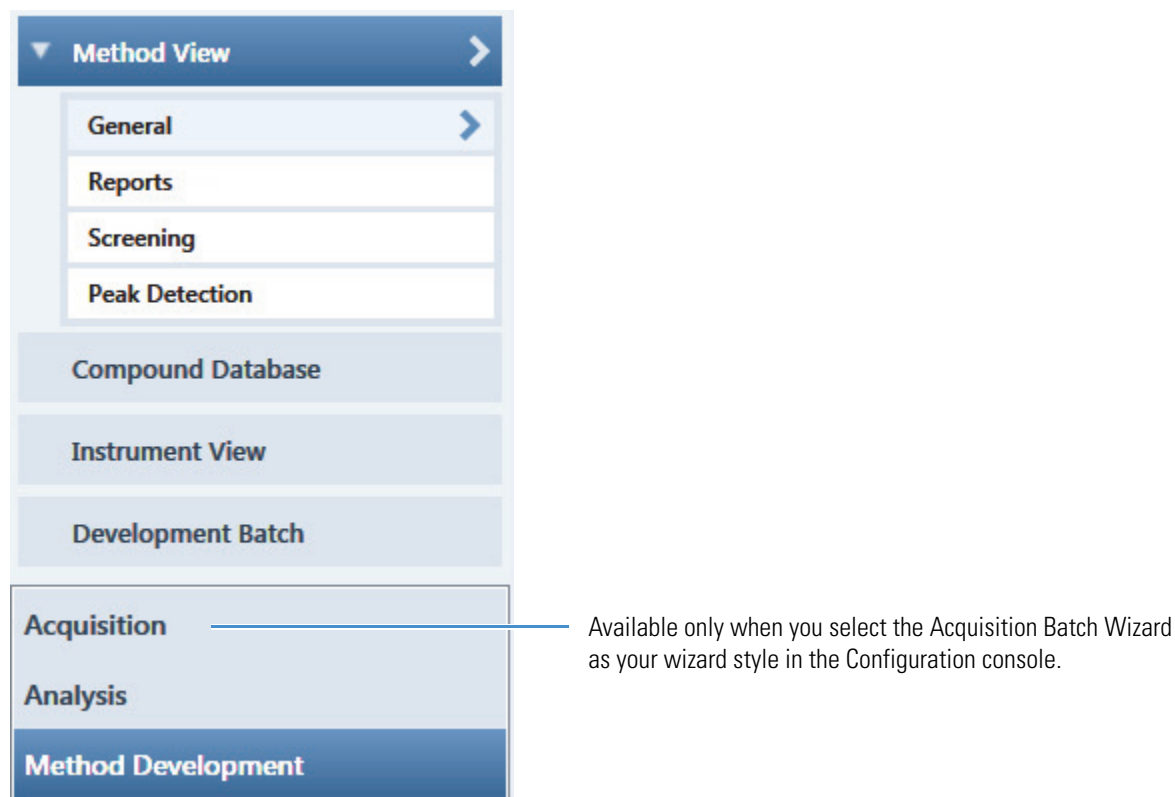 Method View
General
Reports
Screening
Peak Detection
Compound Database
Instrument View
Development Batch
Acquisition
Available only when you select the Acquisition Batch Wizard
as your wizard style in the Configuration console.
Analysis
Method Development